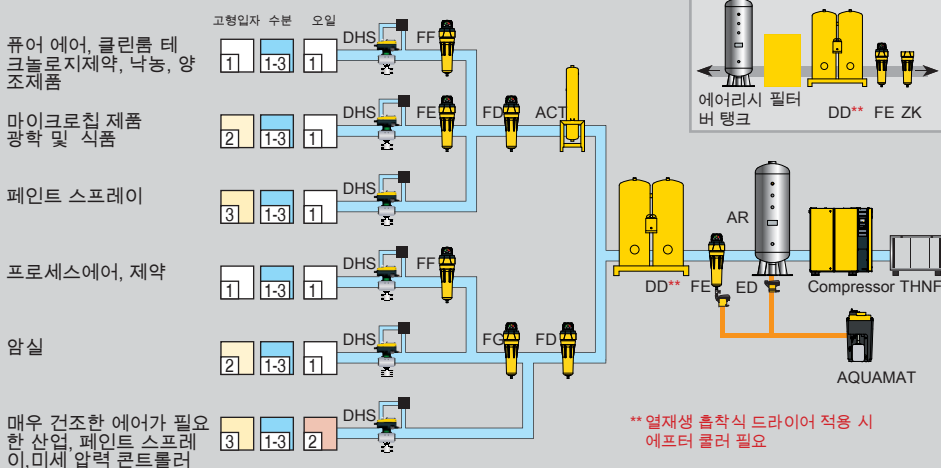 고형입자 수분 오일
퓨어 에어, 클린룸 테
크놀로지제약, 낙농, 양
조제품
1 1-3 1 DHS FF
마이크로칩 제품
광학 및 식품
2 1-3 1 DHS FE FD ACT
페인트 스프레이
3 1-3 1 DHS
프로세스에어, 제약
1 1-3 1 DHS FF
암실
2 1-3 1 DHS FG FD
매우 건조한 에어가 필요
한 산업, 페인트 스프레
이,미세 압력 콘트롤러
3 1-3 2 DHS
에어리시
버 탱크
필터
DD** FE ZK
AR
DD** FE ED Compressor THNF
AQUAMAT
** 열재생 흡착식 드라이어 적용 시
에프터 쿨러 필요